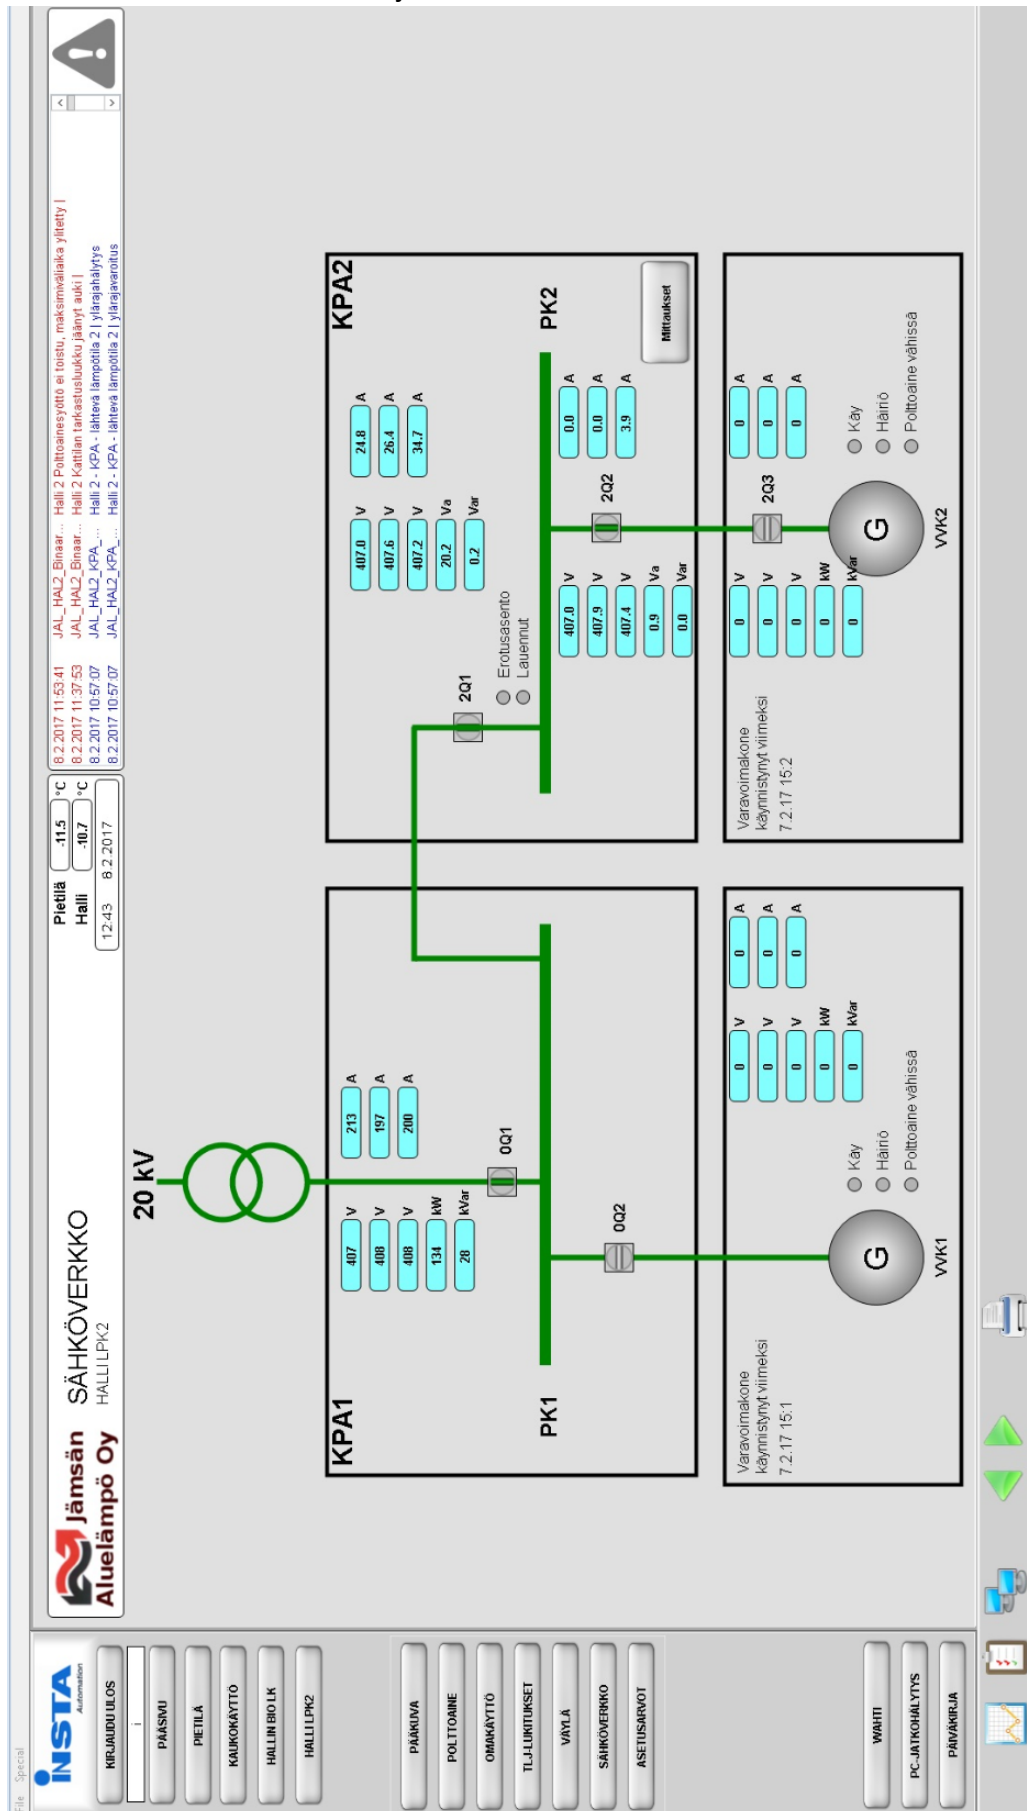 File Special
INSTA
Automation
KIRJAUDU ULOS
i
PÄÄSIVU
PIETILÄ
KAUKOKÄYTTÖ
HALLIN BIO LK
HALLI LPK2
PÄÄKUVA
POLTTOAINE
OMAKÄYTTÖ
TLJ-LUKITUKSET
VÄYLÄ
SÄHKÖVERKKO
ASETUSARVOT
WAHTI
PC-JATKOHÄLYTYS
PÄIVÄKIRJA
Jämsän
Aluelämpö Oy
SÄHKÖVERKKO
HALLI LPK2
Pietilä -11.5 °C
Halli -10.7 °C
12:43 8.2.2017
8.2.2017 11:53:41 JAL_HAL2_Binaar... Halli 2 Polttoainesyöttö ei toistu, maksimiväliaika ylitetty |
8.2.2017 11:37:53 JAL_HAL2_Binaar... Halli 2 Kattilan tarkastusluukku jäänyt auki |
8.2.2017 10:57:07 JAL_HAL2_KPA_... Halli 2 - KPA - lähtevä lämpötila 2 | ylärajahälytys
8.2.2017 10:57:07 JAL_HAL2_KPA_... Halli 2 - KPA - lähtevä lämpötila 2 | ylärajavaroitus
20 kV
KPA1
407 V 213 A
408 V 197 A
408 V 200 A
134 kW
28 kVar
0Q1
PK1
0Q2
KPA2
407.0 V 24.8 A
407.6 V 26.4 A
407.2 V 34.7 A
20.2 Va
0.2 Var
2Q1
Erotusasento
Lauennut
PK2
407.0 V 0.0 A
407.9 V 0.0 A
407.4 V 3.9 A
0.9 Va
0.0 Var
2Q2
Mittaukset
Varavoimakone
käynnistynyt viimeksi
7.2.17 15:1
0 V 0 A
0 V 0 A
0 V 0 A
0 kW
0 kVar
G
VVK1
Käy
Häiriö
Polttoaine vähissä
Varavoimakone
käynnistynyt viimeksi
7.2.17 15:2
0 V 0 A
0 V 0 A
0 V 0 A
0 kW
0 kVar
2Q3
G
VVK2
Käy
Häiriö
Polttoaine vähissä